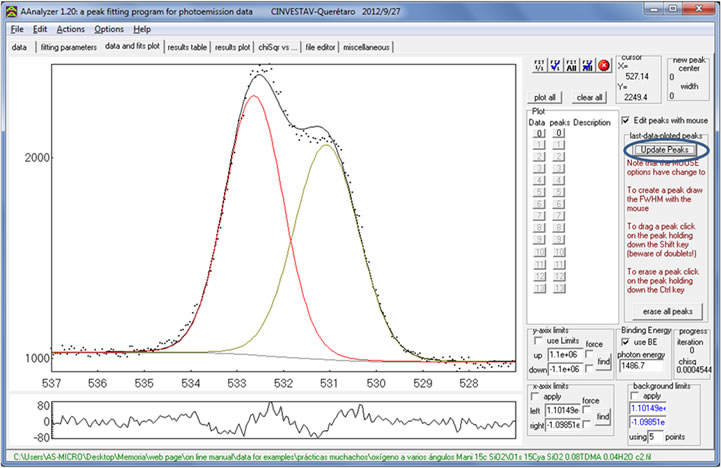 AAnalyzer 1.20: a peak fitting program for photoemission data CINVESTAV-Querétaro 2012/9/27
File Edit Actions Options Help
data fitting parameters data and fits plot results table results plot chiSqr vs ... file editor miscellaneous
plot all clear all
cursor
X=
527.14
Y=
2249.4
new peak
center
0
width
0
Plot
Data peaks Description
0 0
1 1
2 2
3 3
4 4
5 5
6 6
7 7
8 8
9 9
10 10
11 11
12 12
13 13
Edit peaks with mouse
last-data-ploted peaks
Update Peaks
Note that the MOUSE
options have change to
To create a peak draw
the FWHM with the
mouse
To drag a peak click
on the peak holding
down the Shift key
(beware of doublets!)
To erase a peak click
on the peak holding
down the Ctrl key
erase all peaks
2000
1000
537 536 535 534 533 532 531 530 529 528
80
0
-80
y-axix limits
use Limits
up 1.1e+06
down -1.1e+06
force
find
Binding Energy
use BE
photon energy
1486.7
progress
iteration
0
chisq
0.0004544
x-axix limits
apply
left 1.10149e+
right -1.09851e
force
find
background limits
apply
1.10149e+
-1.09851e
using 5 points
C:\Users\AS-MICRO\Desktop\Memoria\web page\on line manual\data for examples\prácticas muchachos\oxígeno a varios ángulos Mani 15c SiO2\O1s 15Cya SiO2 0.08TDMA 0.04H2O c2.fil